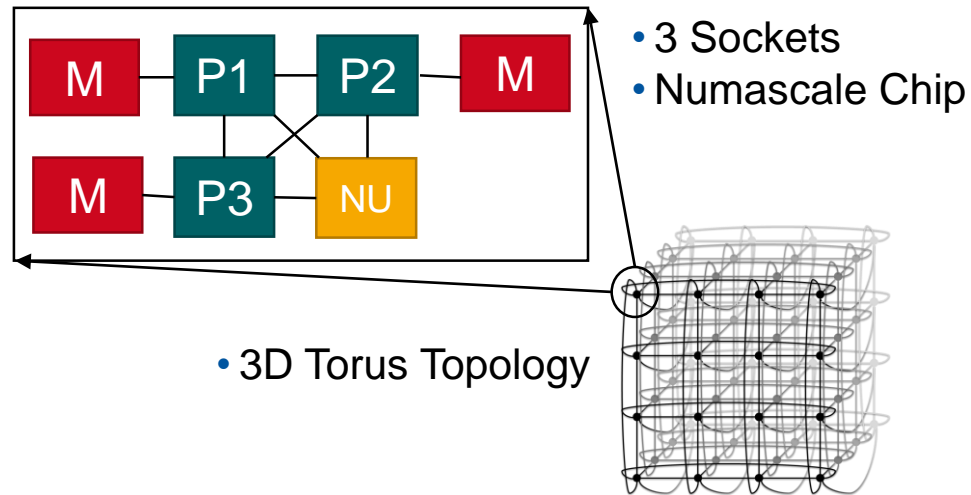 M P1 P2 M
M P3 NU
• 3 Sockets
• Numascale Chip
• 3D Torus Topology